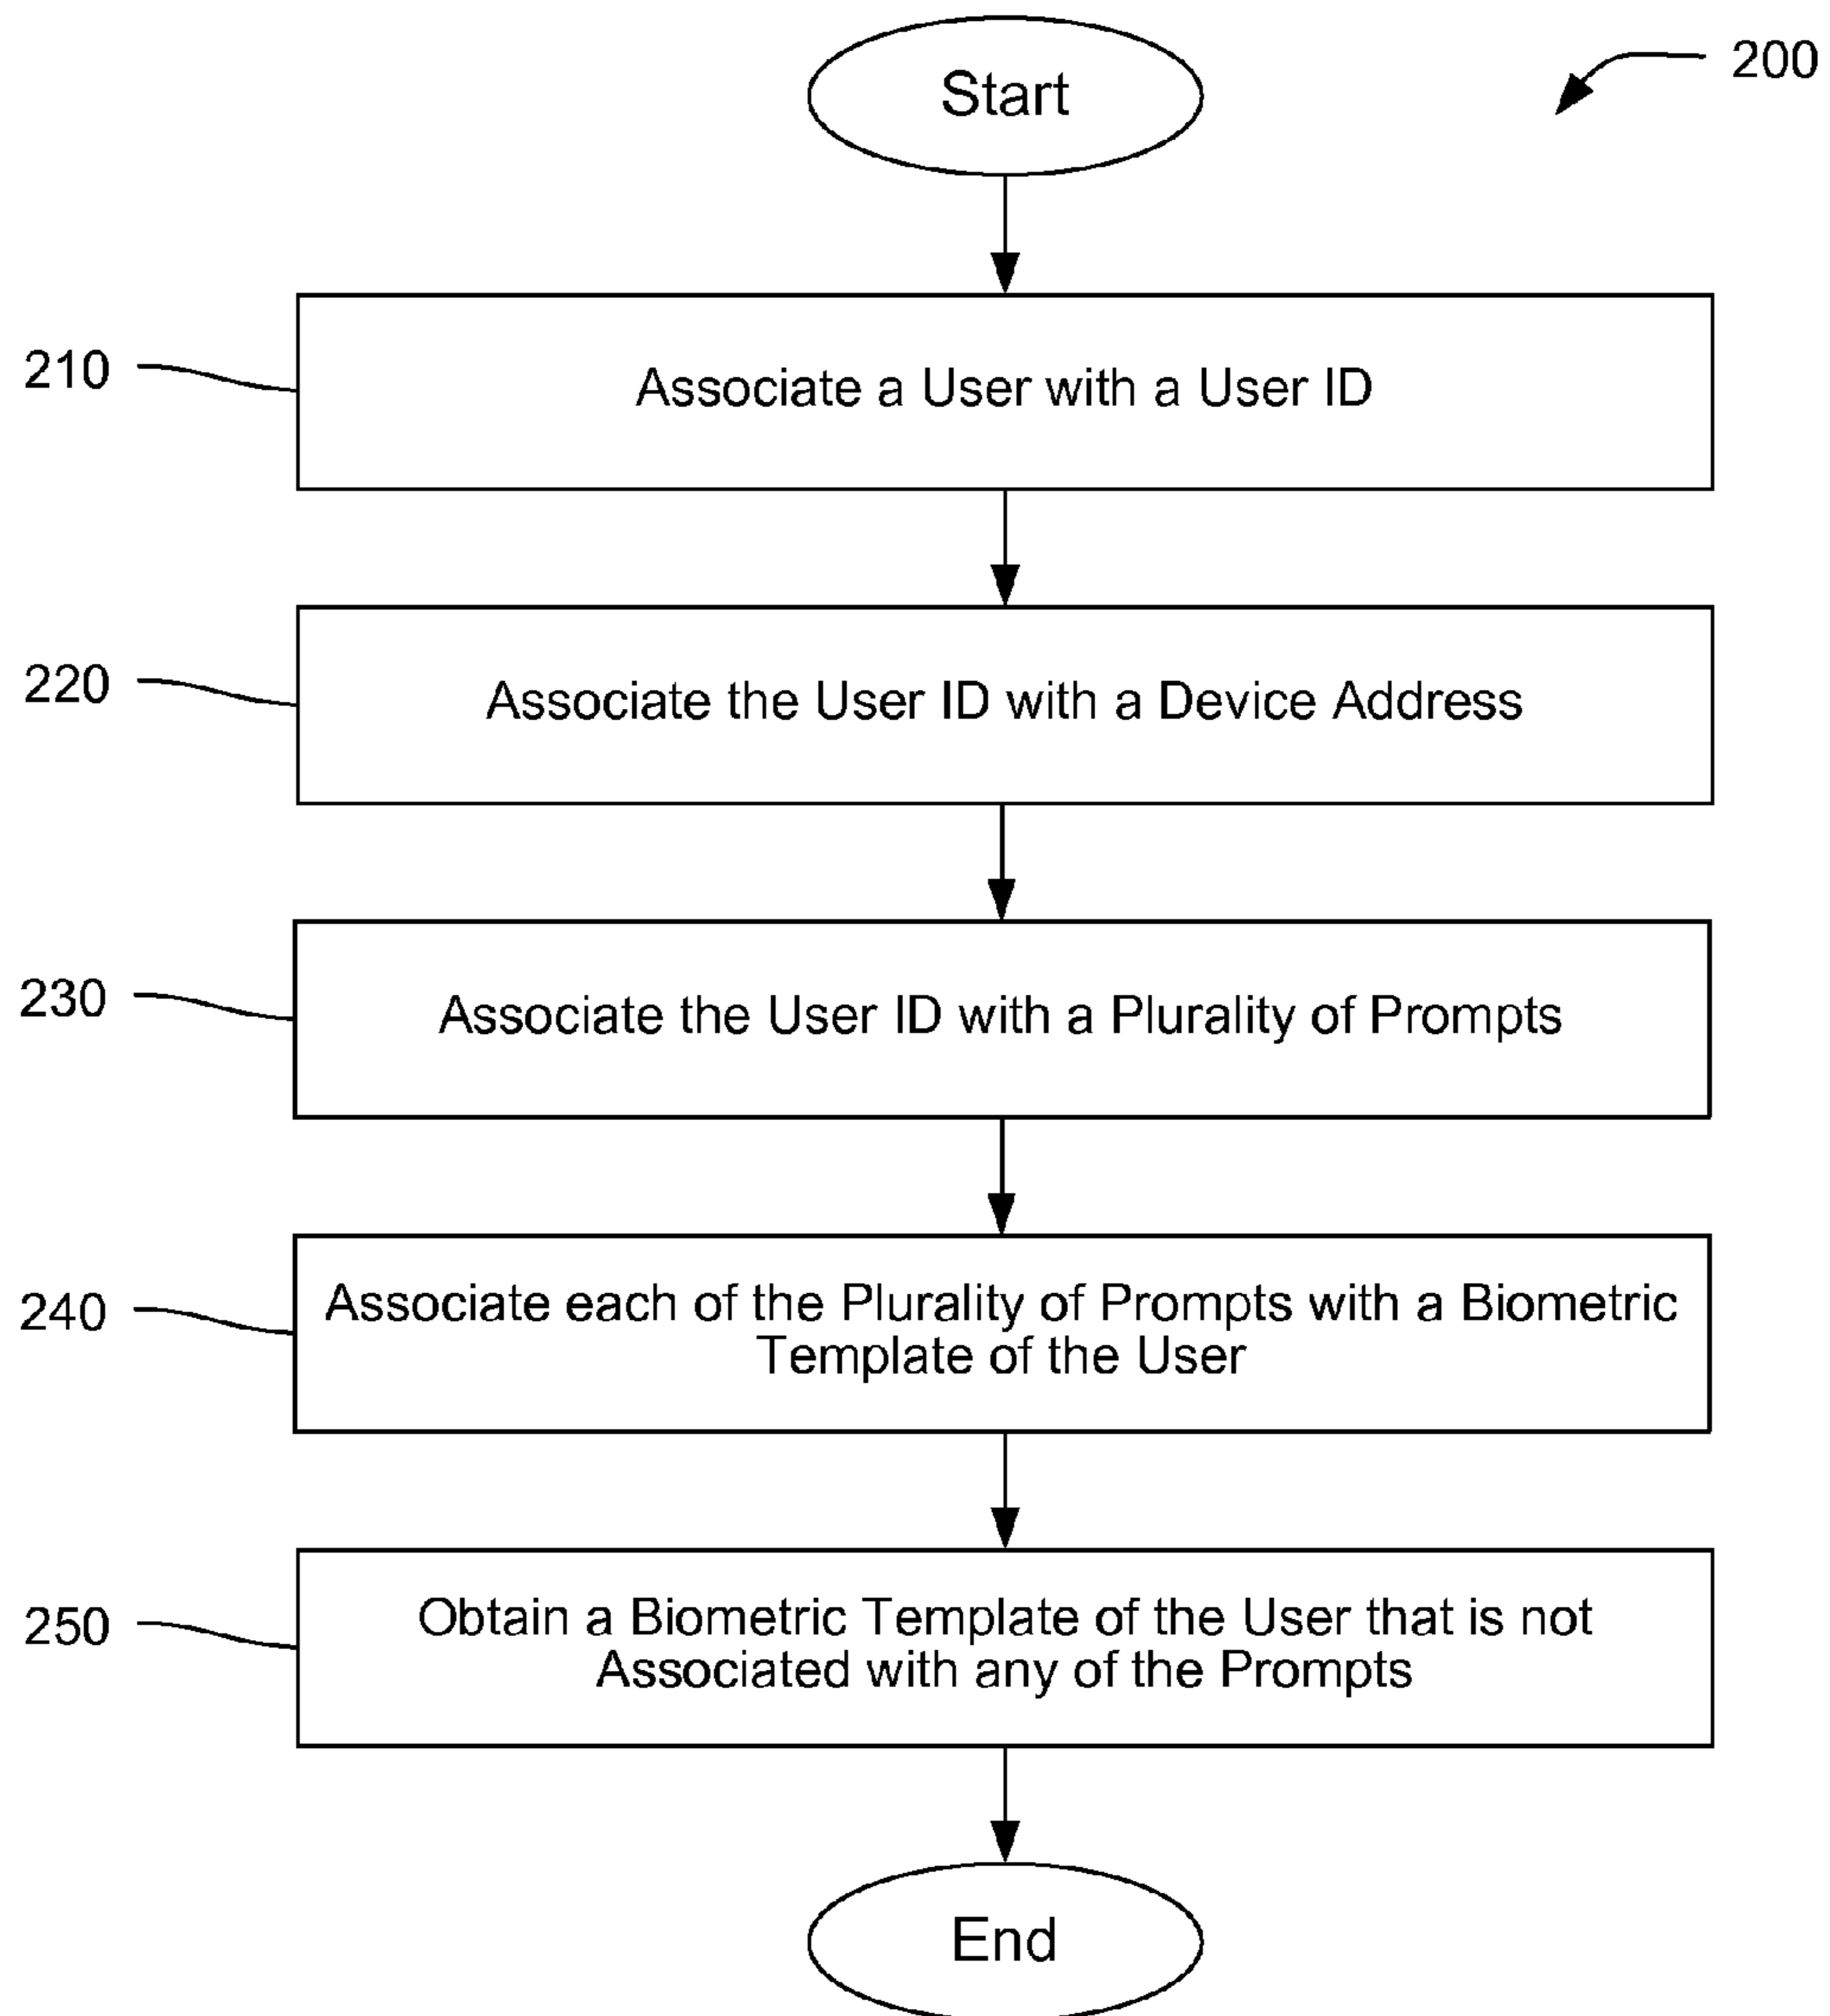 Start
200
210
Associate a User with a User ID
220
Associate the User ID with a Device Address
230
Associate the User ID with a Plurality of Prompts
240
Associate each of the Plurality of Prompts with a Biometric
Template of the User
250
Obtain a Biometric Template of the User that is not
Associated with any of the Prompts
End